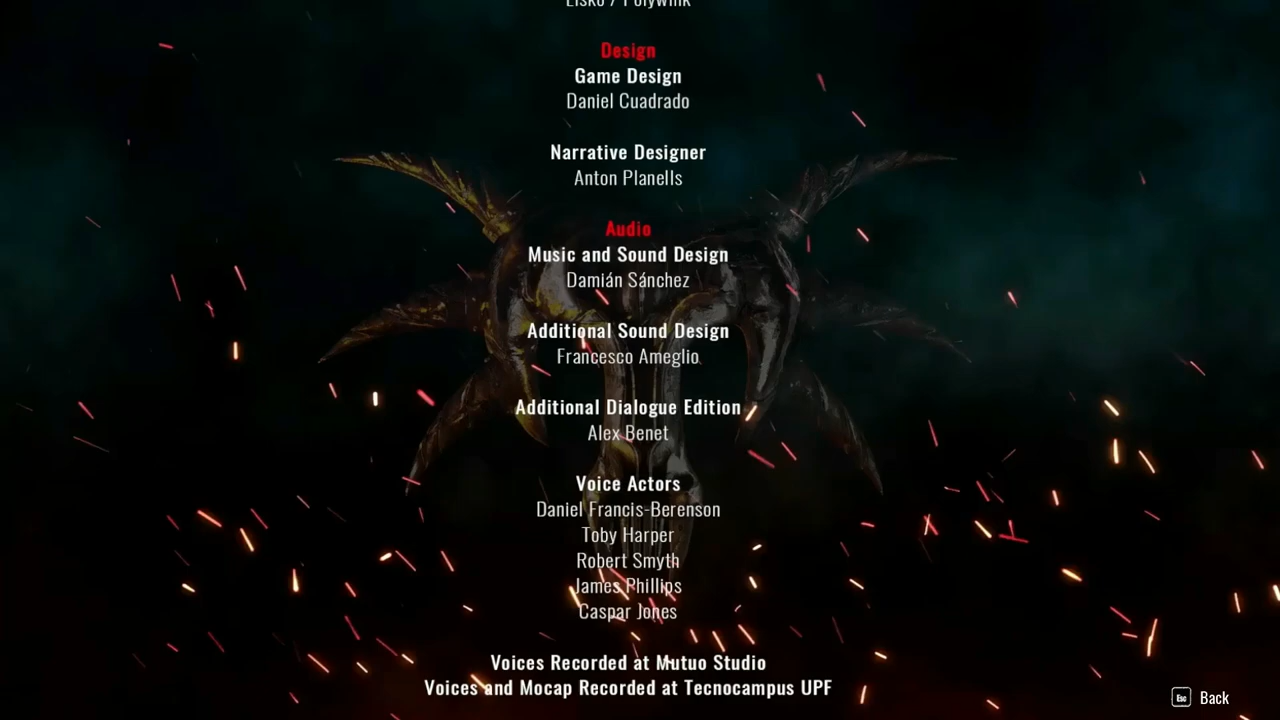 Design
Game Design
Daniel Cuadrado
Narrative Designer
Anton Planells
Audio
Music and Sound Design
Damián Sánchez
Additional Sound Design
Francesco Ameglio
Additional Dialogue Edition
Alex Benet
Voice Actors
Daniel Francis-Berenson
Toby Harper
Robert Smyth
James Phillips
Caspar Jones
Voices Recorded at Mutuo Studio
Voices and Mocap Recorded at Tecnocampus UPF
Esc Back